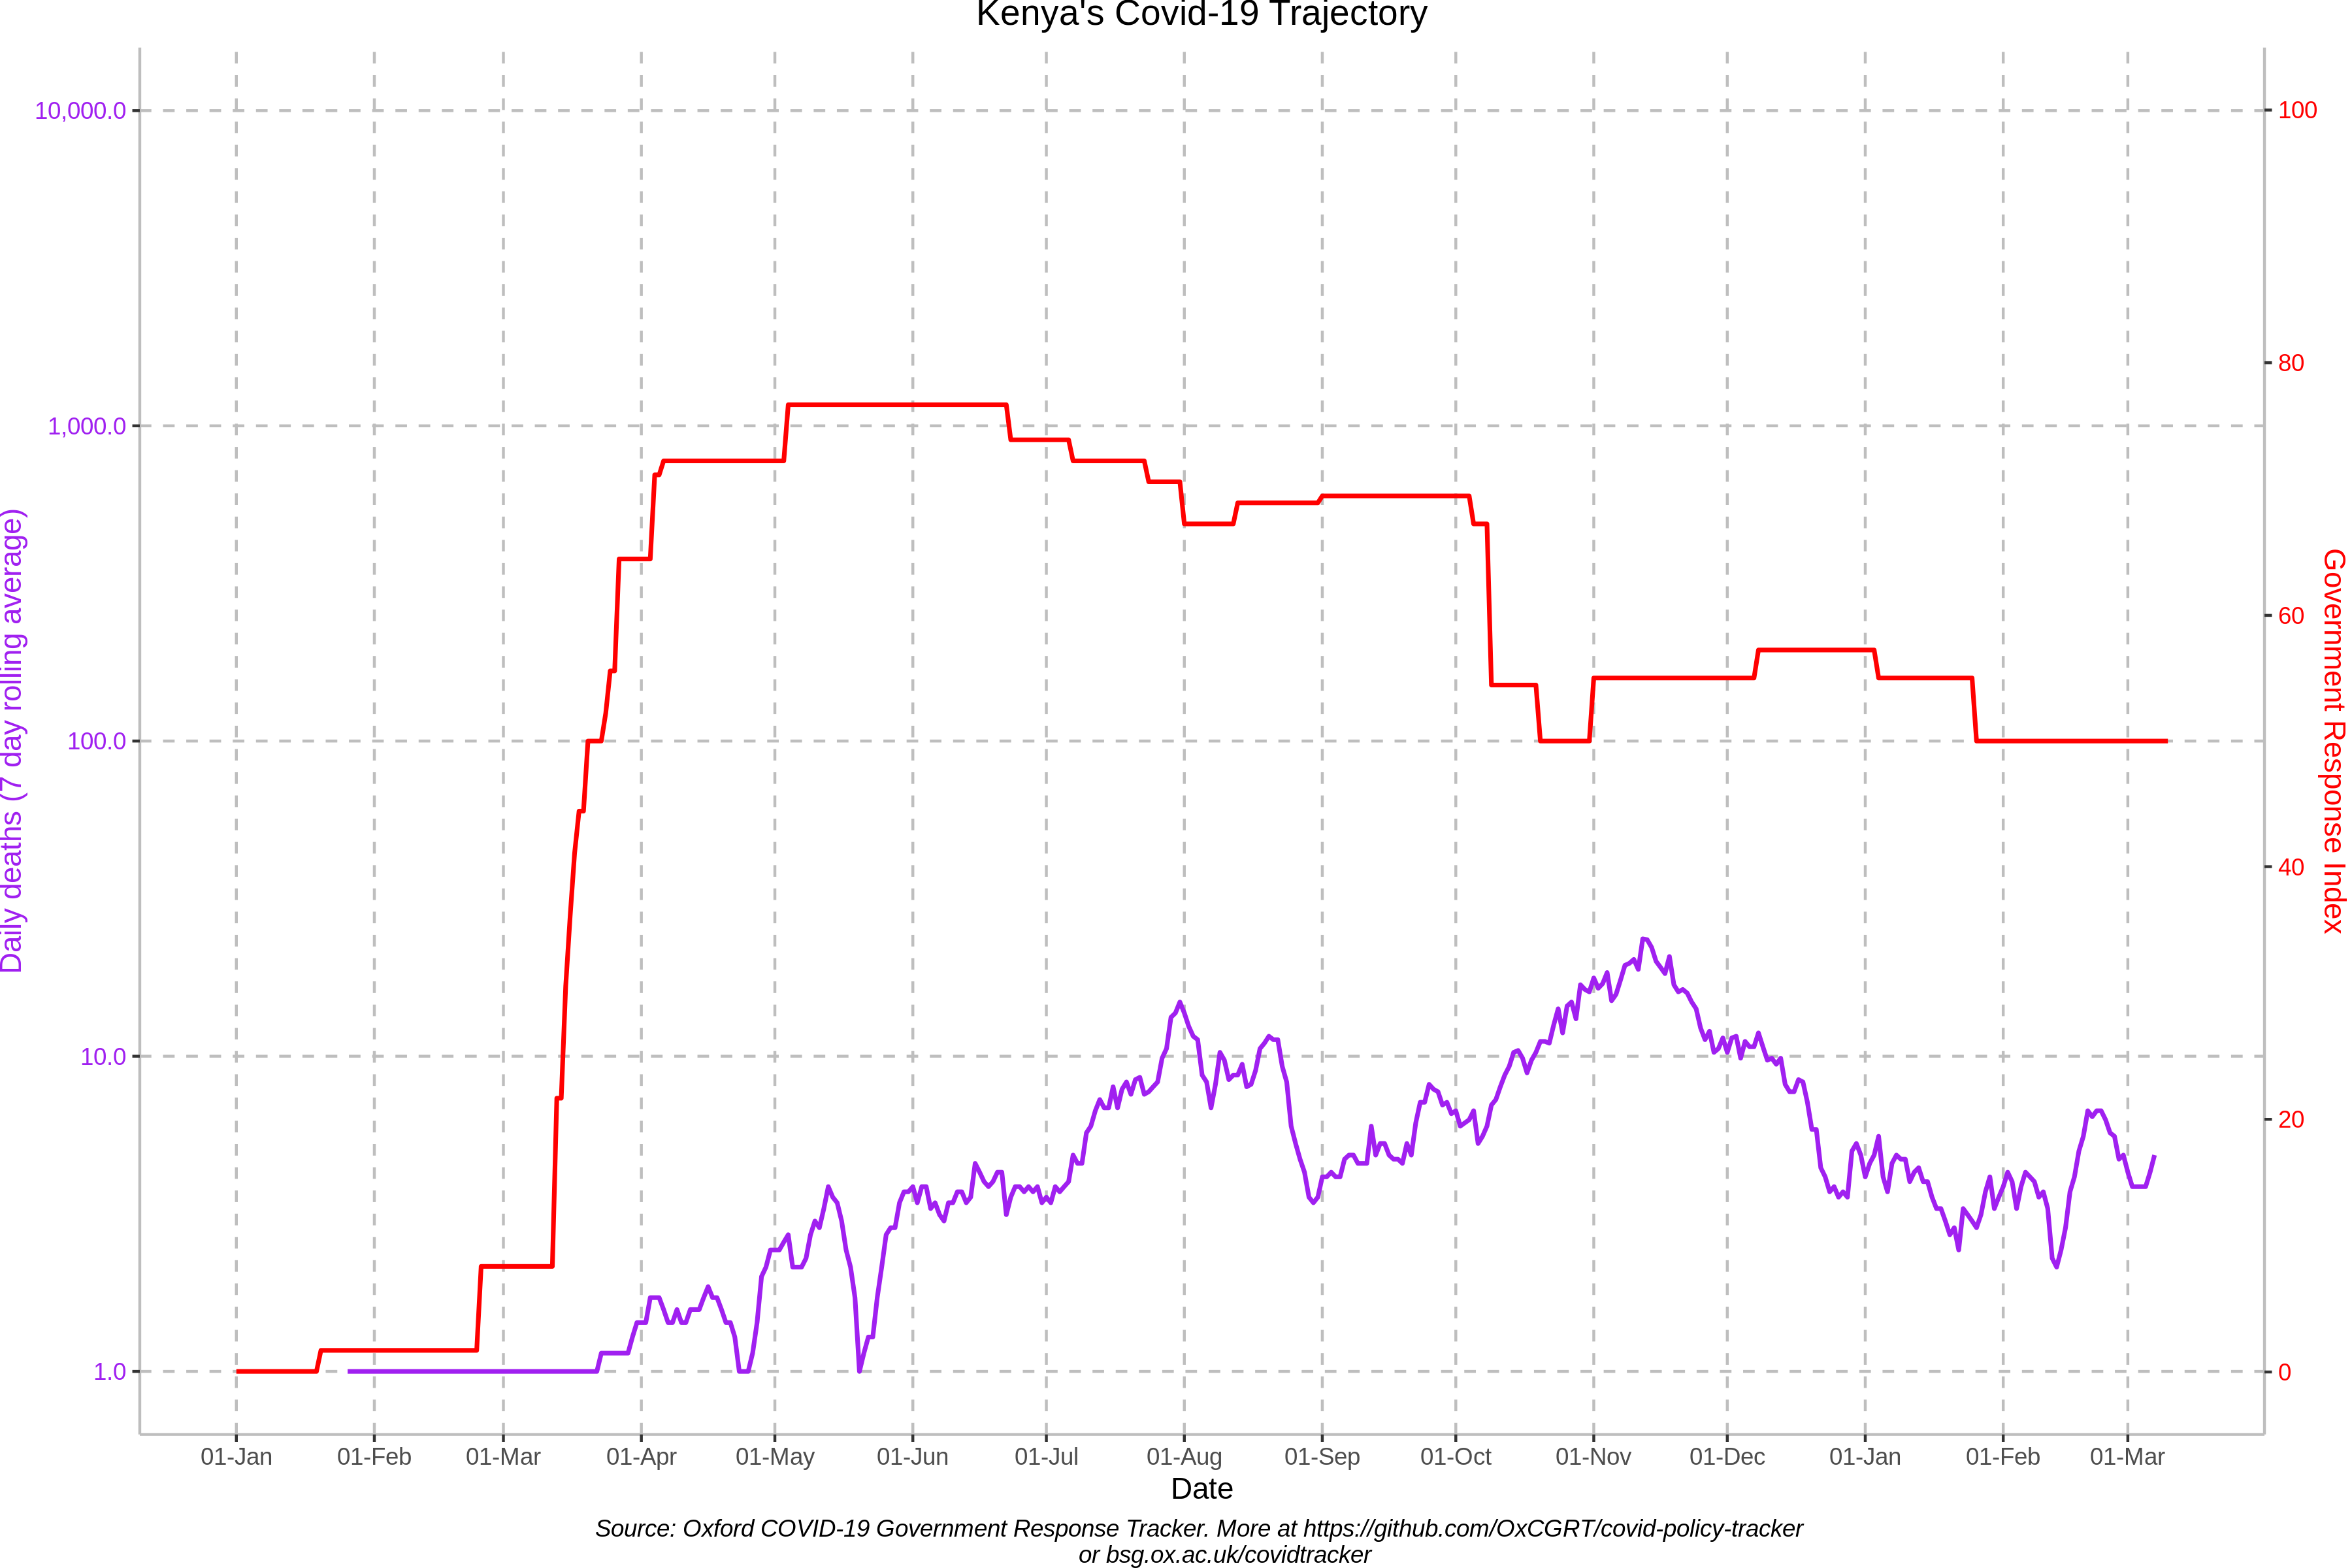 Kenya's Covid-19 Trajectory
10,000.0
1,000.0
100.0
10.0
1.0
Daily deaths (7 day rolling average)
100
80
60
40
20
0
Government Response Index
01-Jan 01-Feb 01-Mar 01-Apr 01-May 01-Jun 01-Jul 01-Aug 01-Sep 01-Oct 01-Nov 01-Dec 01-Jan 01-Feb 01-Mar
Date
Source: Oxford COVID-19 Government Response Tracker. More at https://github.com/OxCGRT/covid-policy-tracker
or bsg.ox.ac.uk/covidtracker